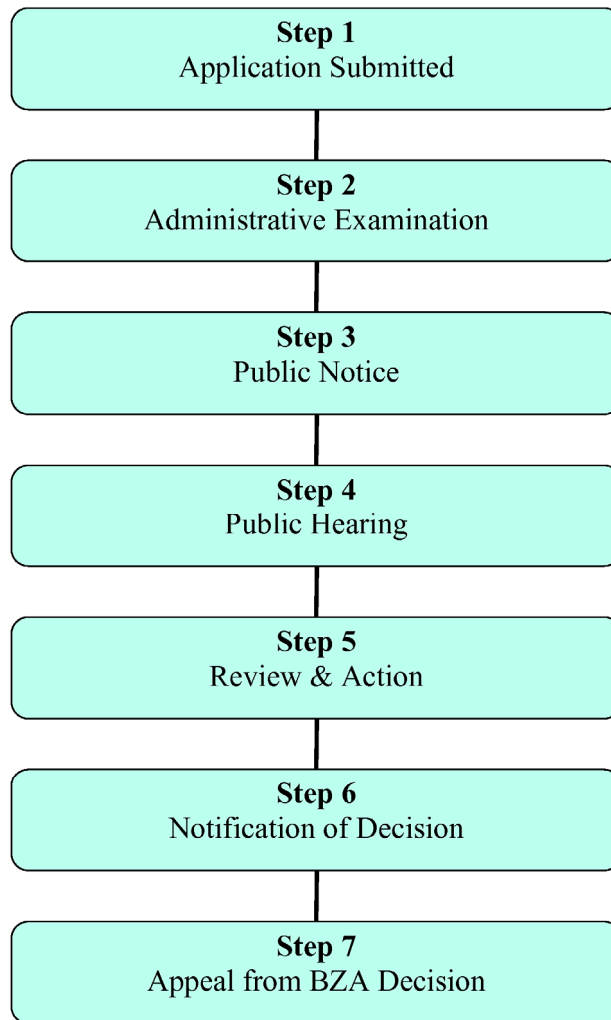 Step 1
Application Submitted
Step 2
Administrative Examination
Step 3
Public Notice
Step 4
Public Hearing
Step 5
Review & Action
Step 6
Notification of Decision
Step 7
Appeal from BZA Decision